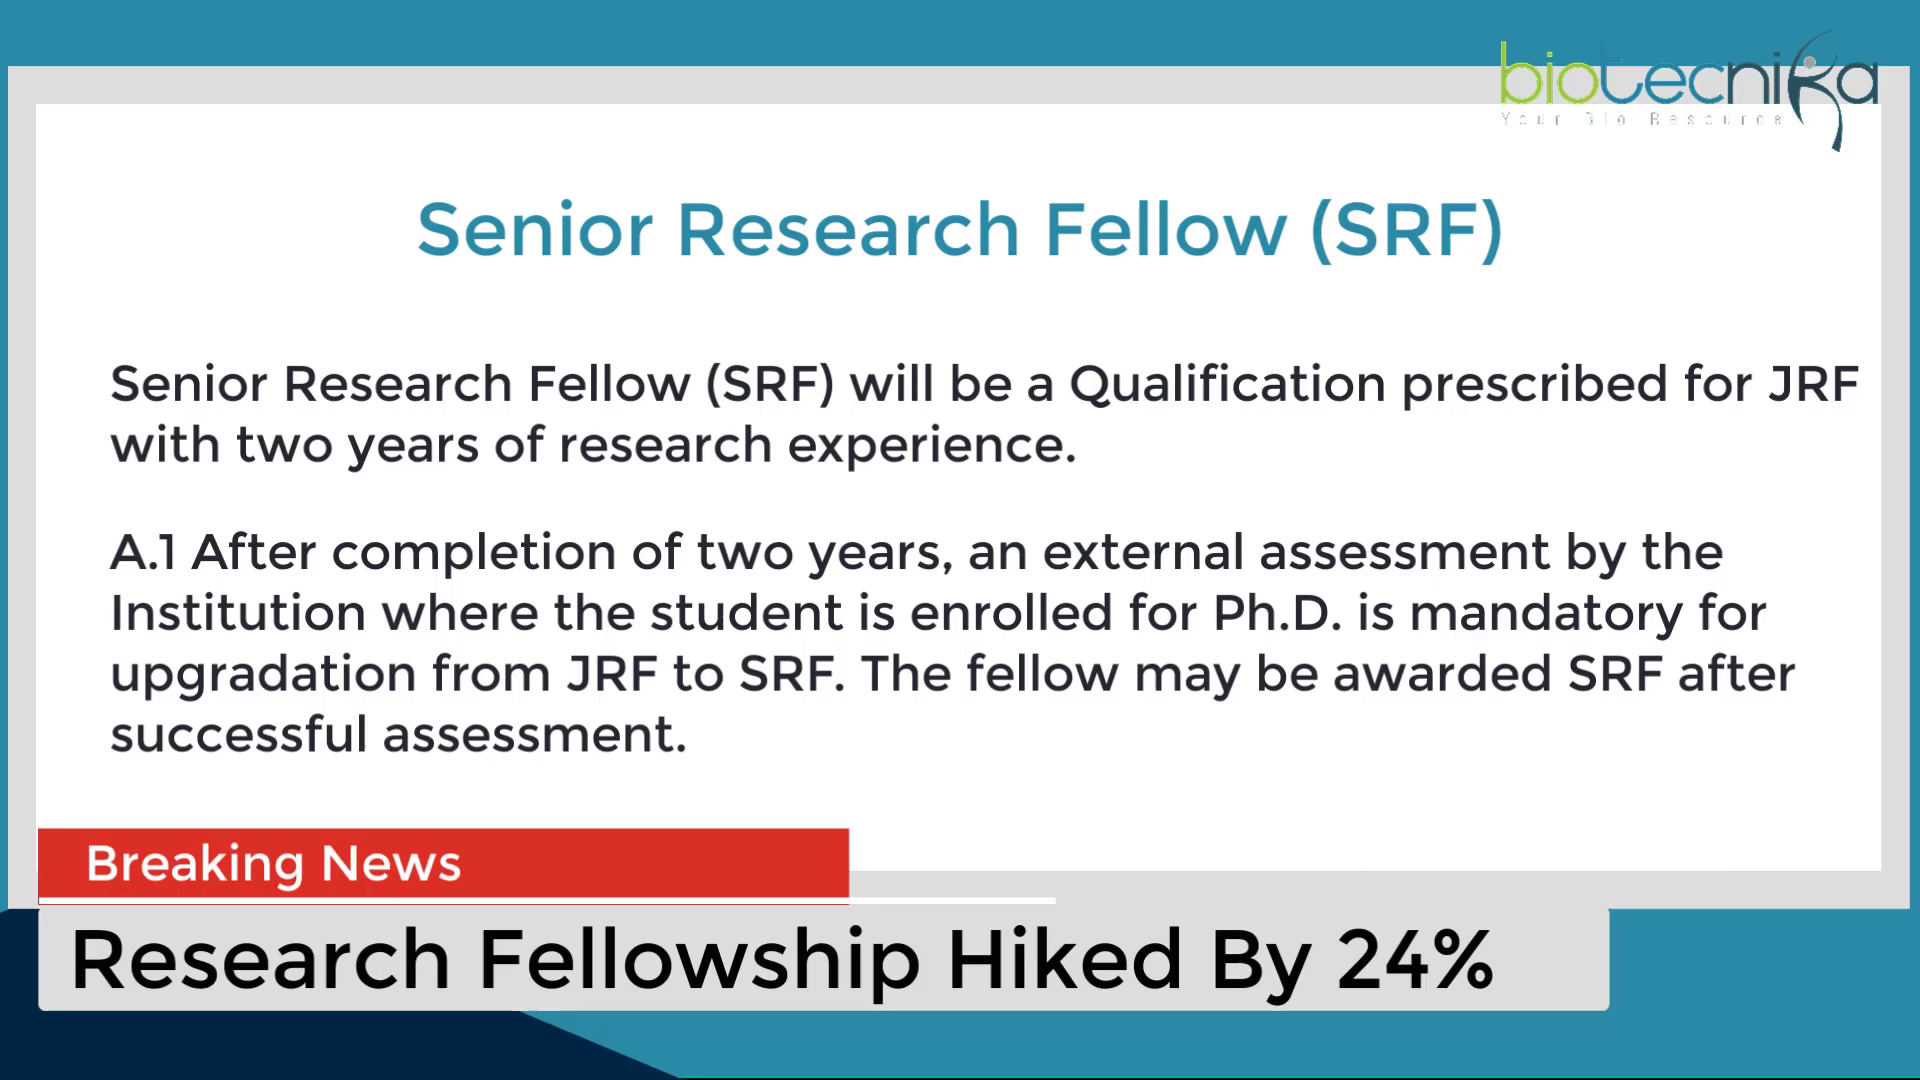 biotecnika
Your Bio Resource
Senior Research Fellow (SRF)
Senior Research Fellow (SRF) will be a Qualification prescribed for JRF
with two years of research experience.
A.1 After completion of two years, an external assessment by the
Institution where the student is enrolled for Ph.D. is mandatory for
upgradation from JRF to SRF. The fellow may be awarded SRF after
successful assessment.
Breaking News
Research Fellowship Hiked By 24%